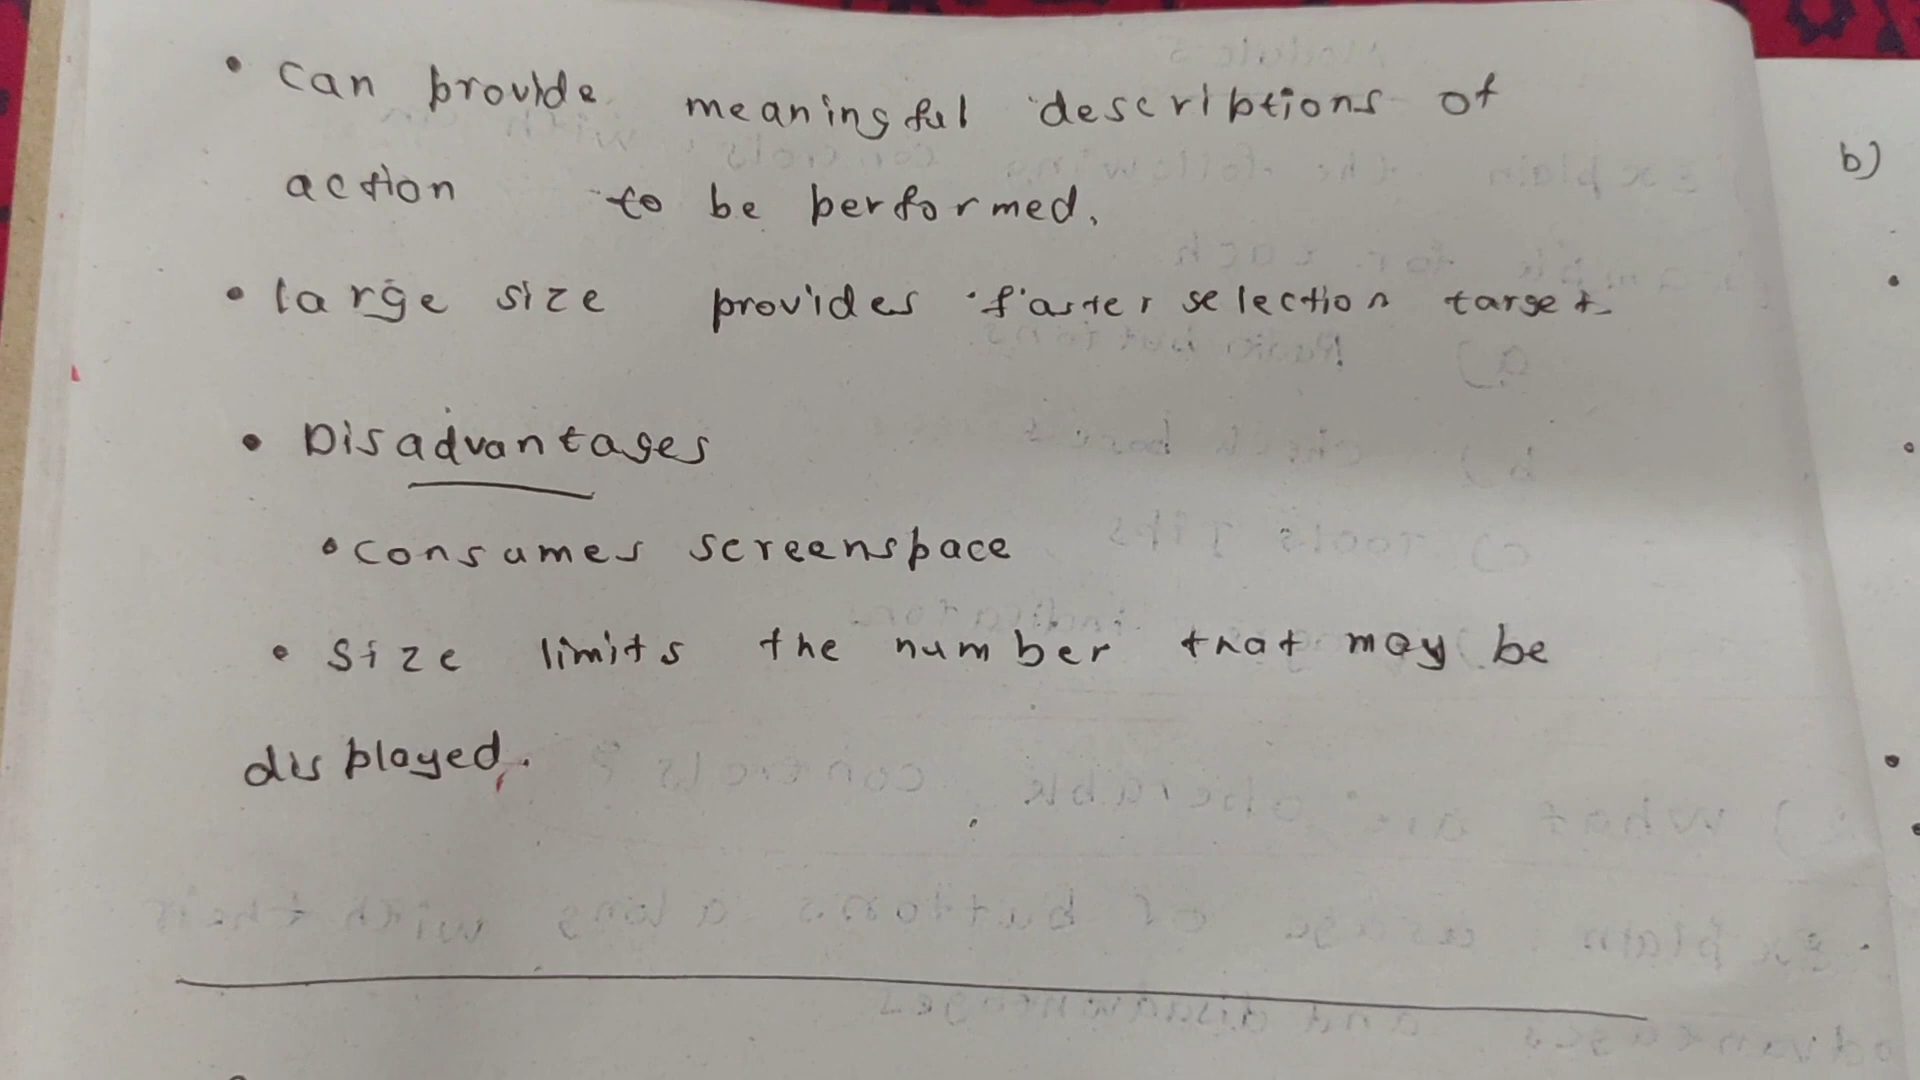 • can provide meaningful descriptions of
action to be performed.
• large size provides faster selection target
• Disadvantages
• consumes screenspace
• size limits the number that may be
displayed.
b)